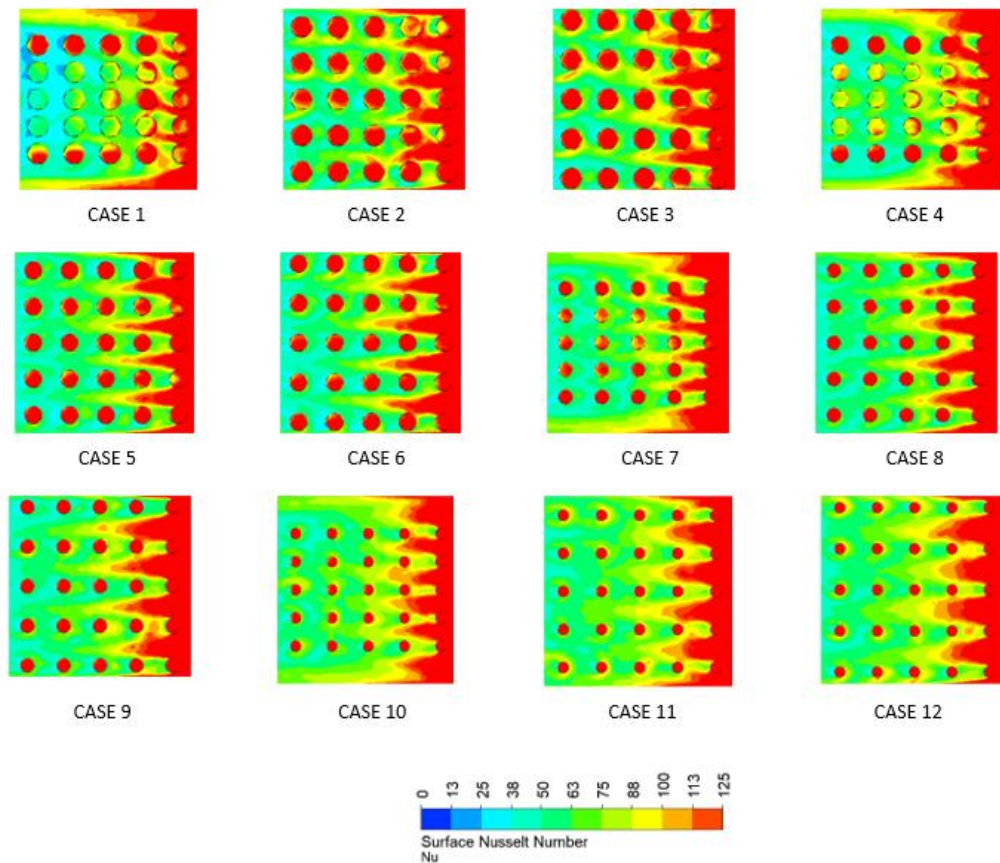 CASE 1
CASE 2
CASE 3
CASE 4
CASE 5
CASE 6
CASE 7
CASE 8
CASE 9
CASE 10
CASE 11
CASE 12
0 13 25 38 50 63 75 88 100 113 125
Surface Nusselt Number
Nu